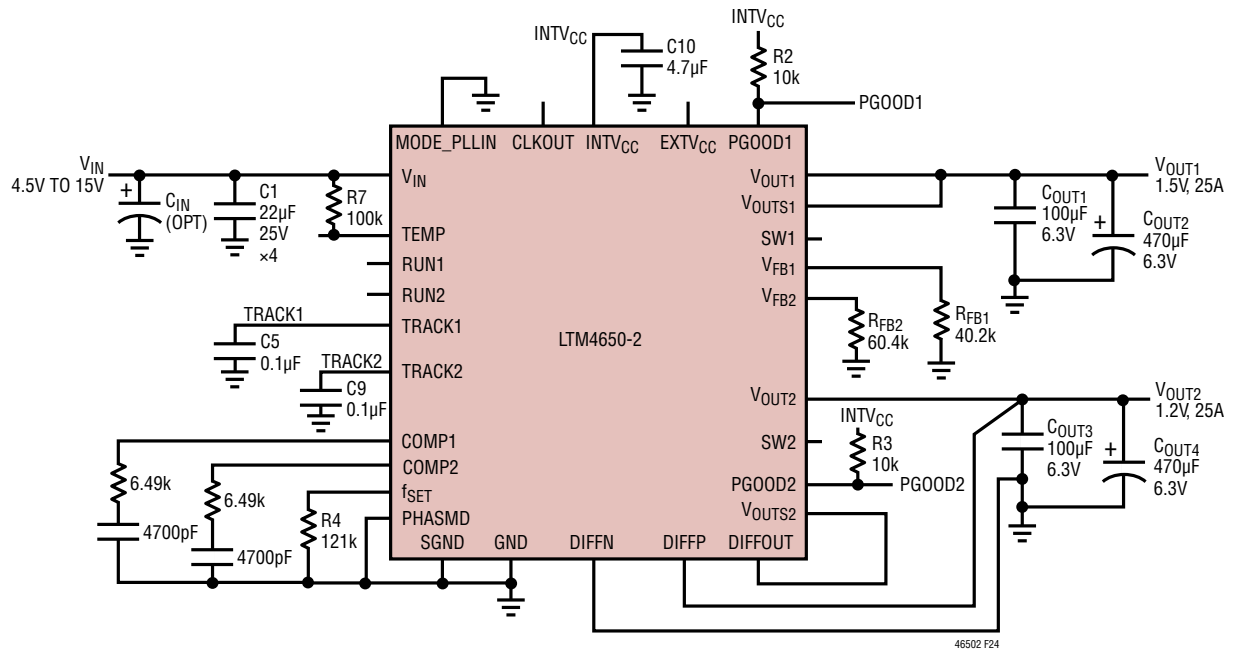 INTVCC
C10
4.7µF
INTVCC
R2
10k
PGOOD1
MODE_PLLIN
CLKOUT
INTVCC
EXTVCC
PGOOD1
VIN
4.5V TO 15V
CIN
(OPT)
C1
22µF
25V
×4
R7
100k
VIN
TEMP
RUN1
RUN2
TRACK1
TRACK1
C5
0.1µF
TRACK2
TRACK2
C9
0.1µF
COMP1
COMP2
fSET
PHASMD
6.49k
4700pF
6.49k
4700pF
R4
121k
SGND
GND
DIFFN
DIFFP
DIFFOUT
LTM4650-2
VOUT1
VOUTS1
SW1
VFB1
VFB2
VOUT2
SW2
PGOOD2
VOUTS2
RFB2
60.4k
RFB1
40.2k
COUT1
100µF
6.3V
COUT2
470µF
6.3V
VOUT1
1.5V, 25A
INTVCC
R3
10k
PGOOD2
COUT3
100µF
6.3V
COUT4
470µF
6.3V
VOUT2
1.2V, 25A
46502 F24